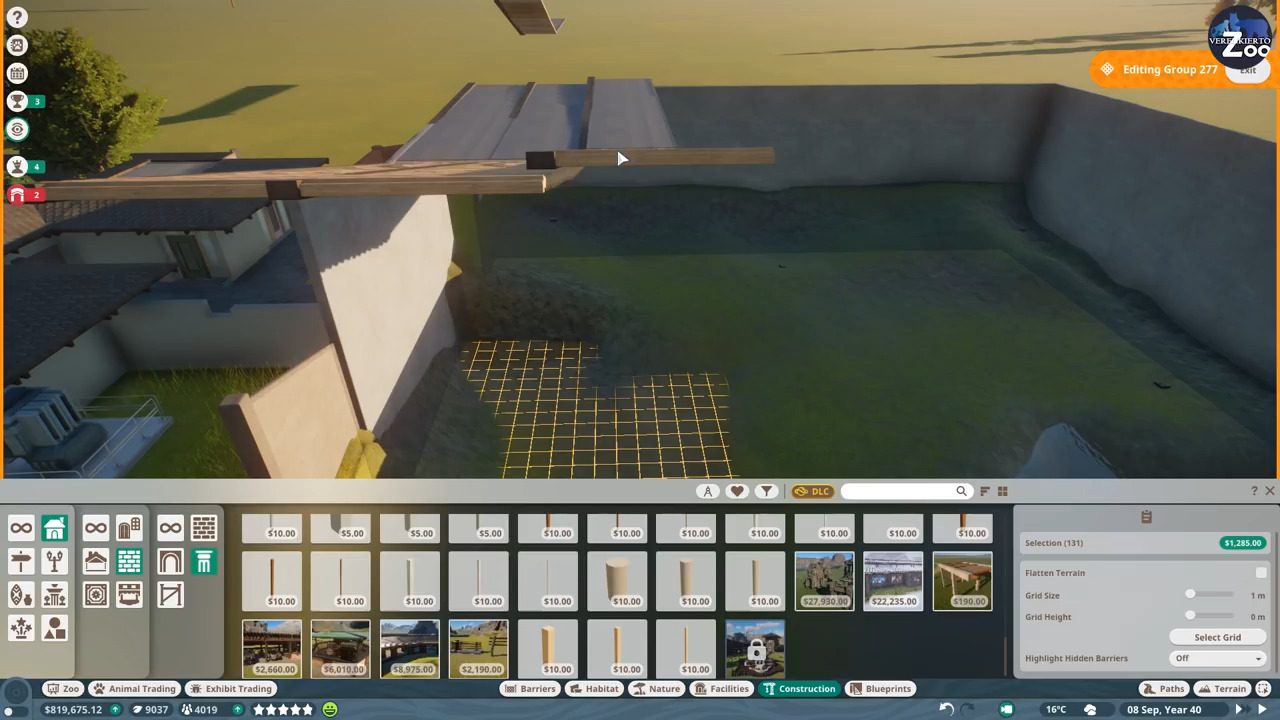 VEREHKIERTO
Zoo
Editing Group 277
Exit
3
4
2
DLC
$10.00 $5.00 $5.00 $10.00 $10.00 $10.00 $10.00 $10.00 $10.00 $10.00 $10.00
$10.00 $10.00 $10.00 $10.00 $10.00 $10.00 $10.00 $10.00 $27,930.00 $22,235.00 $190.00
$2,660.00 $6,010.00 $8,975.00 $2,190.00 $10.00 $10.00 $10.00
Selection (131) $1,285.00
Flatten Terrain
Grid Size 1 m
Grid Height 0 m
Select Grid
Highlight Hidden Barriers Off
Zoo Animal Trading Exhibit Trading Barriers Habitat Nature Facilities Construction Blueprints Paths Terrain
$819,675.12 9037 4019 16°C 08 Sep, Year 40